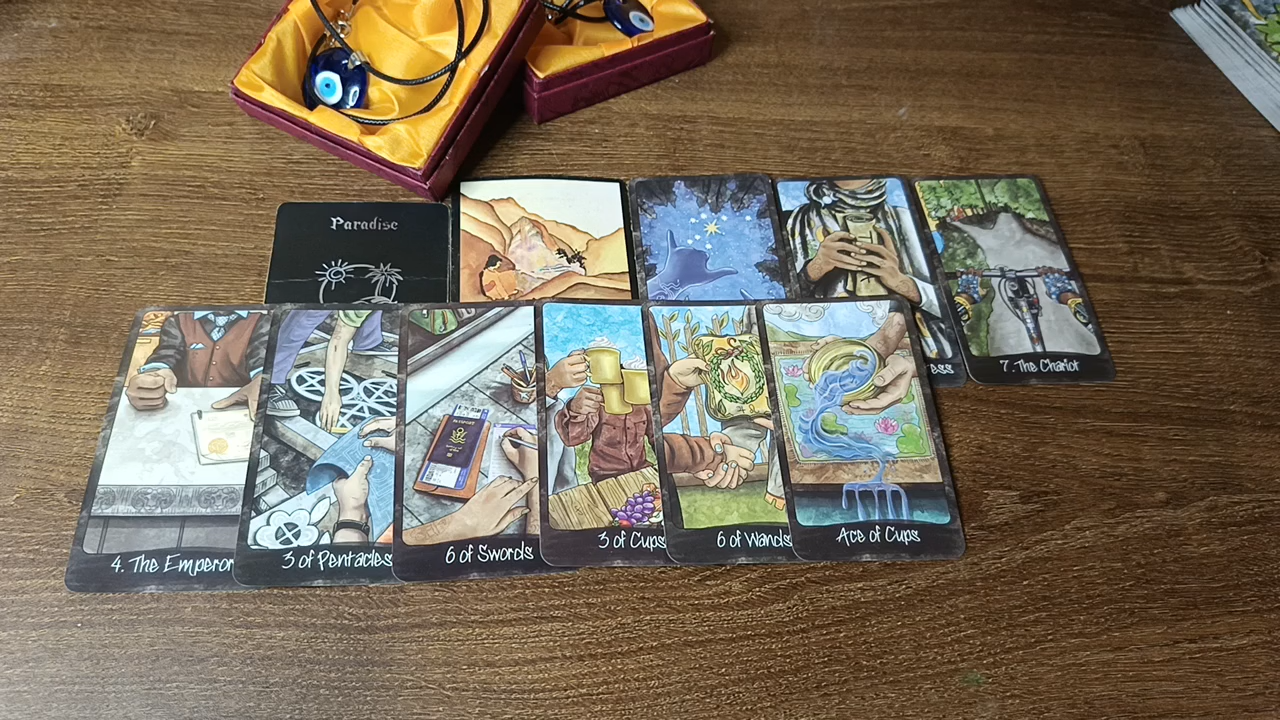 Paradise
ess
7. The Chariot
4. The Emperor
3 of Pentacles
6 of Swords
3 of Cups
6 of Wands
Ace of Cups